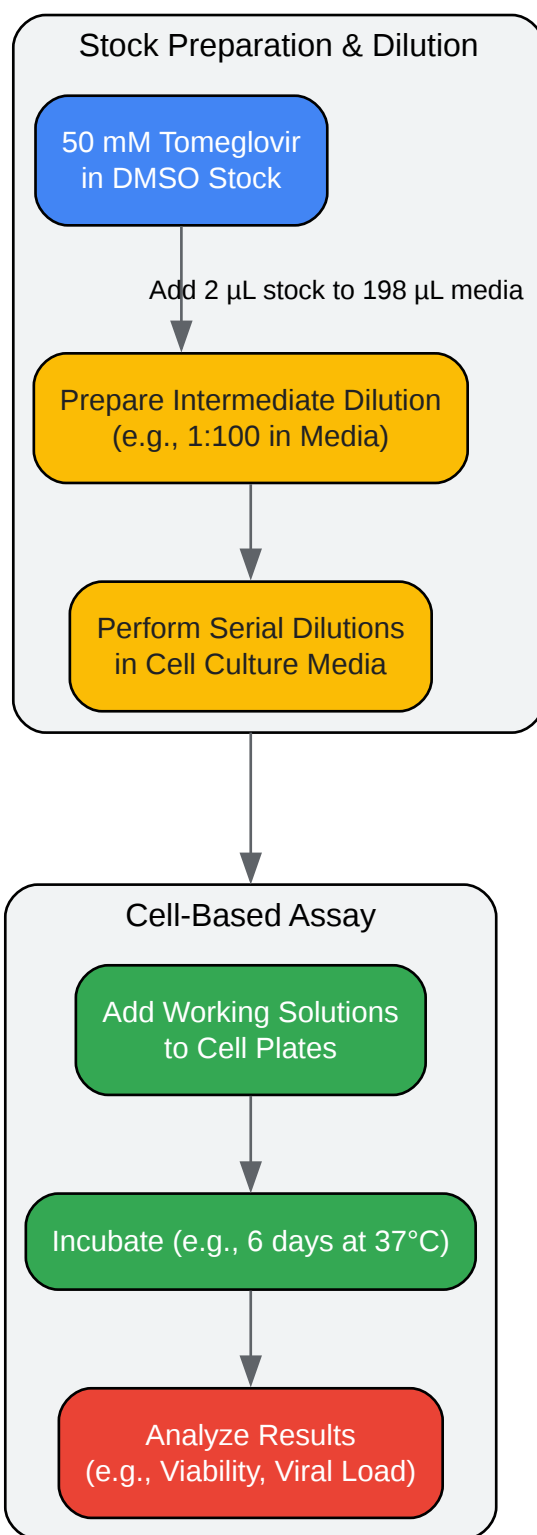 Stock Preparation & Dilution
50 mM Tomeglovir
in DMSO Stock
Add 2 µL stock to 198 µL media
Prepare Intermediate Dilution
(e.g., 1:100 in Media)
Perform Serial Dilutions
in Cell Culture Media
Cell-Based Assay
Add Working Solutions
to Cell Plates
Incubate (e.g., 6 days at 37°C)
Analyze Results
(e.g., Viability, Viral Load)